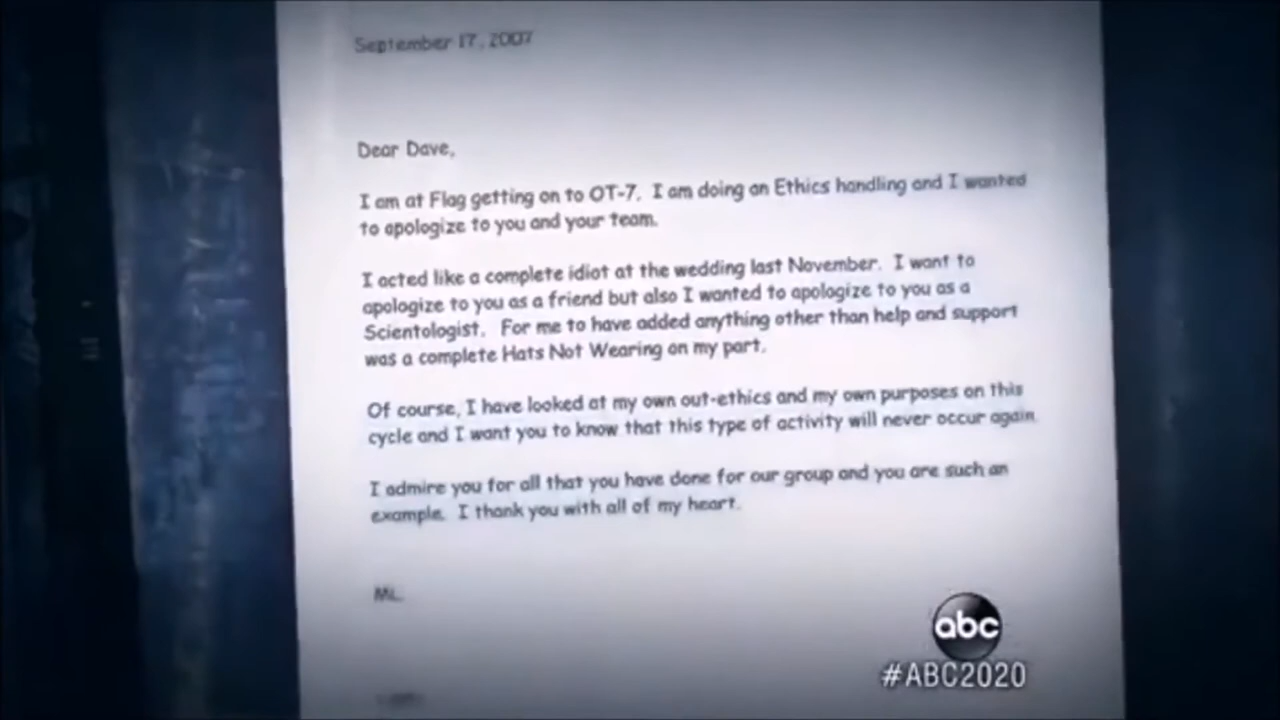 September 17, 2007
Dear Dave,
I am at Flag getting on to OT-7. I am doing an Ethics handling and I wanted
to apologize to you and your team.
I acted like a complete idiot at the wedding last November. I want to
apologize to you as a friend but also I wanted to apologize to you as a
Scientologist. For me to have added anything other than help and support
was a complete Hats Not Wearing on my part.
Of course, I have looked at my own out-ethics and my own purposes on this
cycle and I want you to know that this type of activity will never occur again.
I admire you for all that you have done for our group and you are such an
example. I thank you with all of my heart.
ML,
abc
#ABC2020